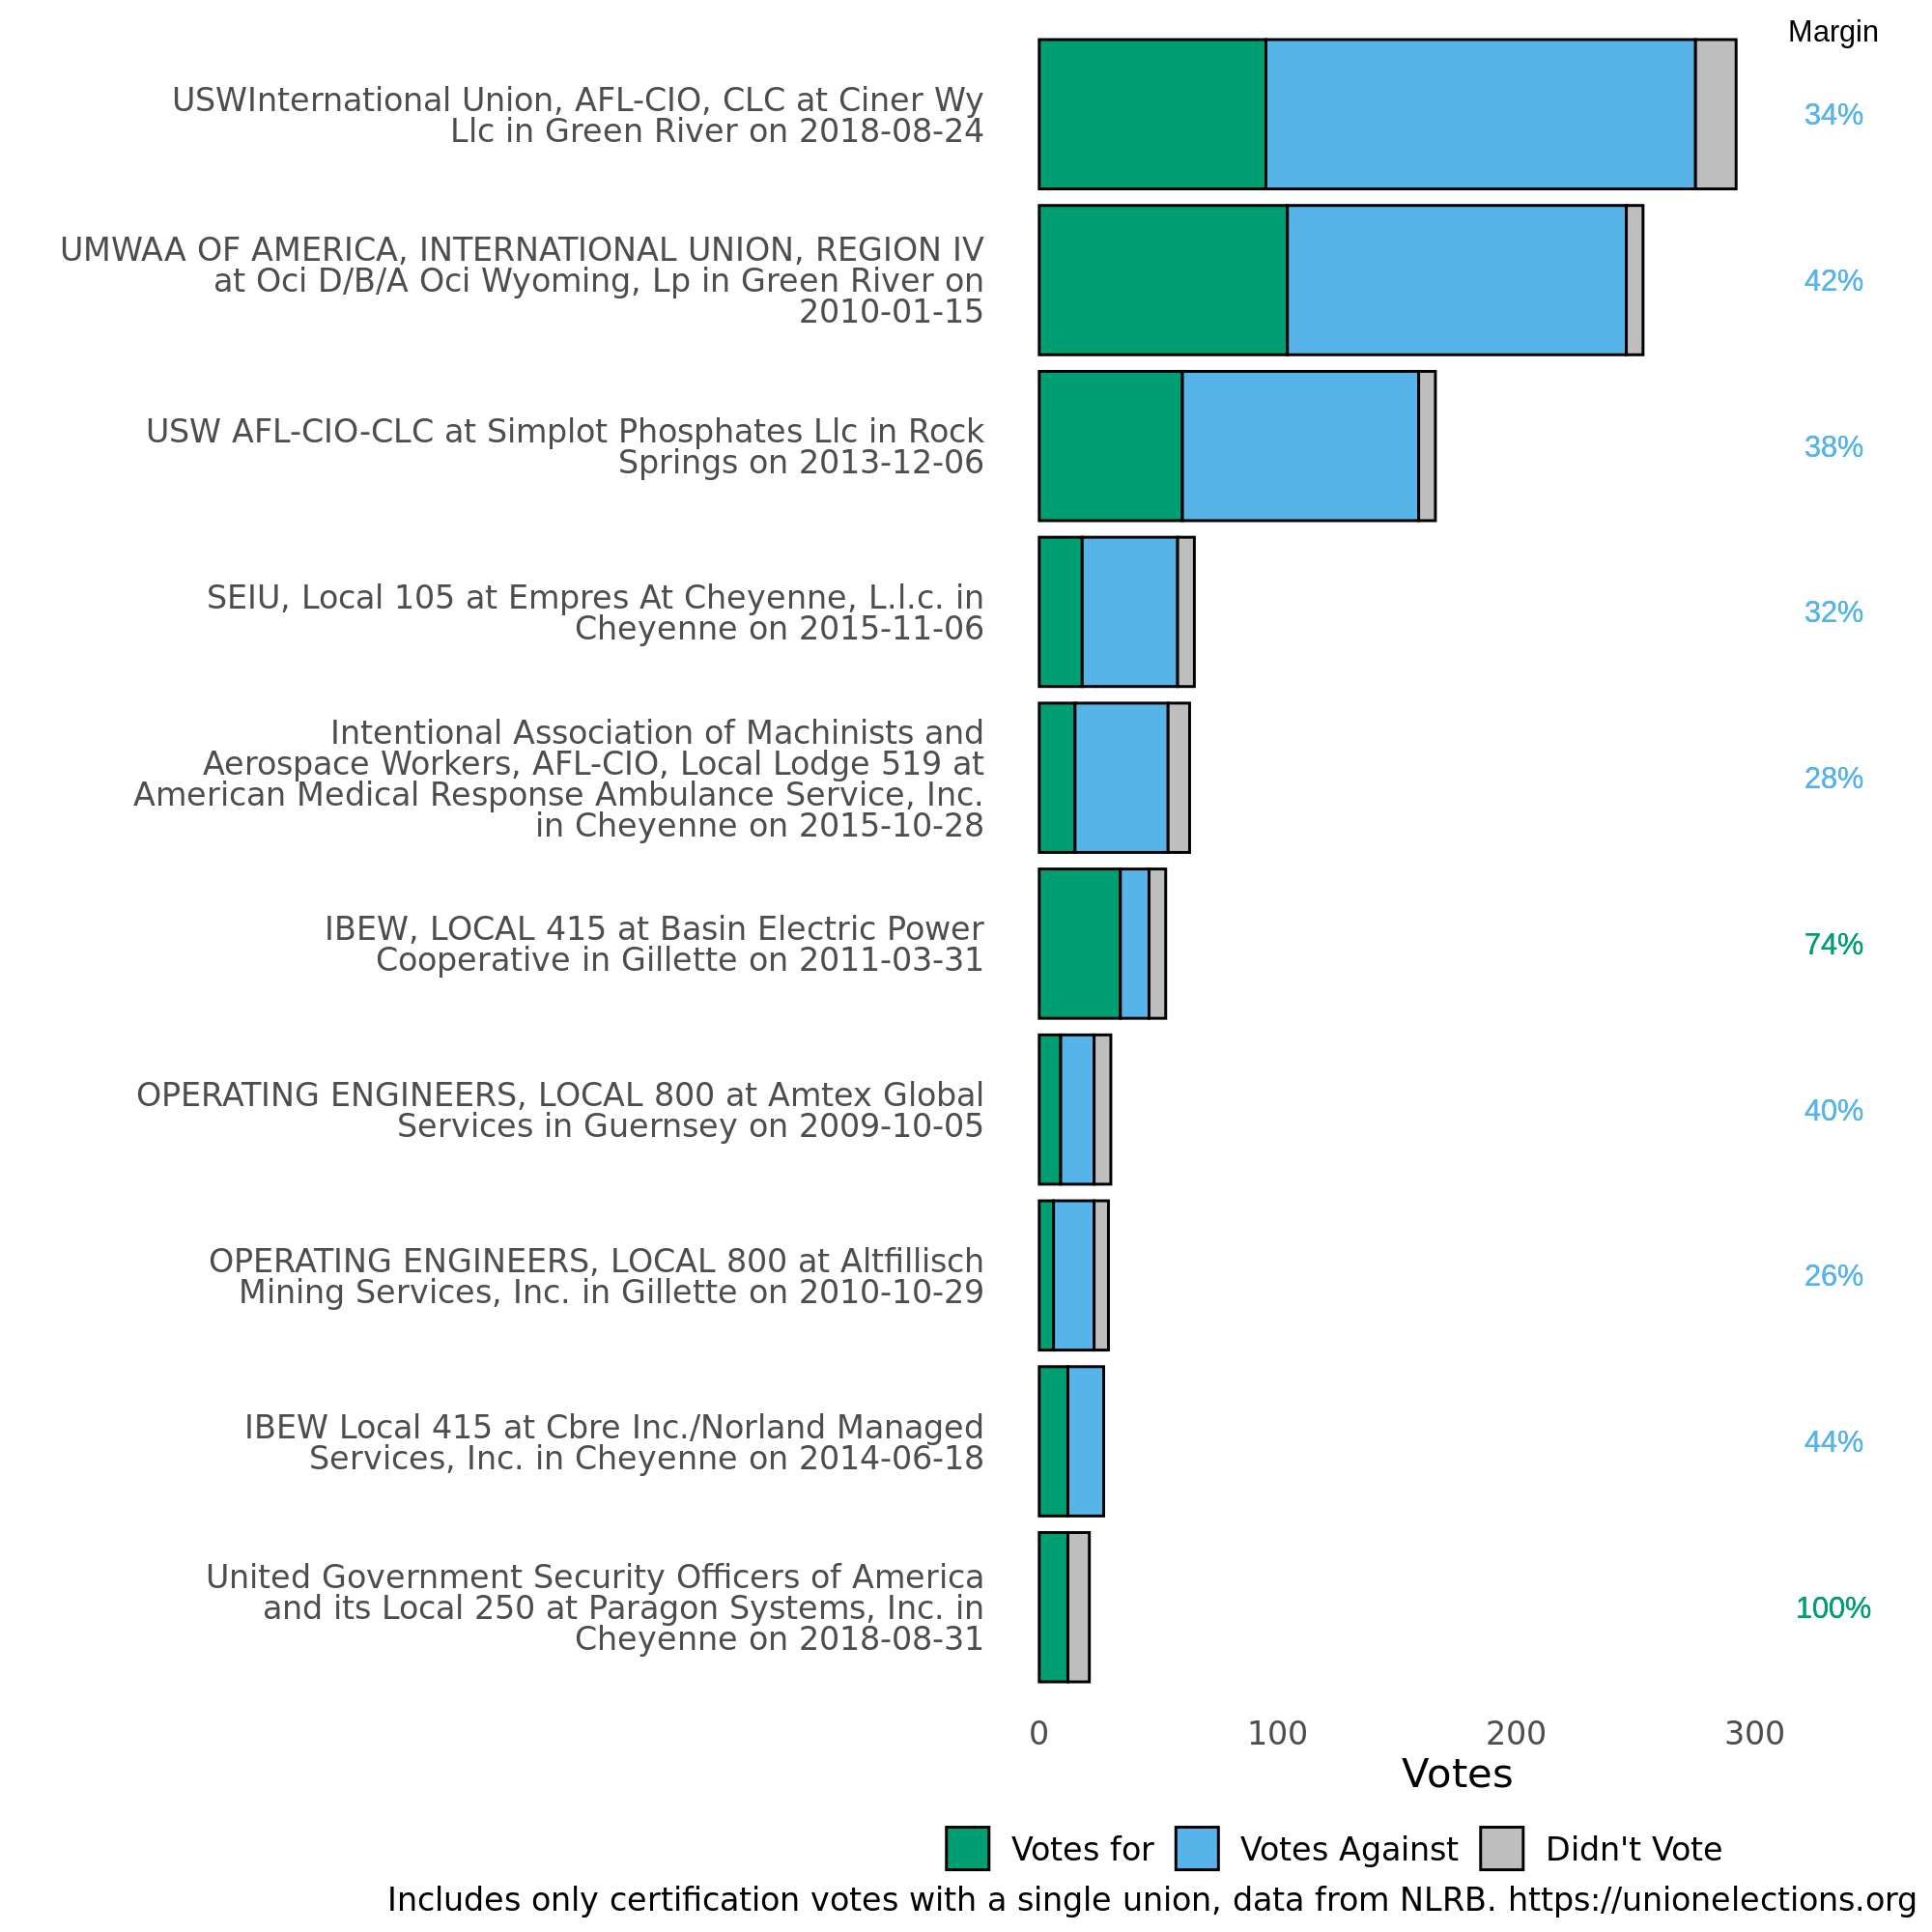 Margin
USWInternational Union, AFL-CIO, CLC at Ciner Wy
Llc in Green River on 2018-08-24
34%
UMWAA OF AMERICA, INTERNATIONAL UNION, REGION IV
at Oci D/B/A Oci Wyoming, Lp in Green River on
2010-01-15
42%
USW AFL-CIO-CLC at Simplot Phosphates Llc in Rock
Springs on 2013-12-06
38%
SEIU, Local 105 at Empres At Cheyenne, L.l.c. in
Cheyenne on 2015-11-06
32%
Intentional Association of Machinists and
Aerospace Workers, AFL-CIO, Local Lodge 519 at
American Medical Response Ambulance Service, Inc.
in Cheyenne on 2015-10-28
28%
IBEW, LOCAL 415 at Basin Electric Power
Cooperative in Gillette on 2011-03-31
74%
OPERATING ENGINEERS, LOCAL 800 at Amtex Global
Services in Guernsey on 2009-10-05
40%
OPERATING ENGINEERS, LOCAL 800 at Altfillisch
Mining Services, Inc. in Gillette on 2010-10-29
26%
IBEW Local 415 at Cbre Inc./Norland Managed
Services, Inc. in Cheyenne on 2014-06-18
44%
United Government Security Officers of America
and its Local 250 at Paragon Systems, Inc. in
Cheyenne on 2018-08-31
100%
0 100 200 300
Votes
Votes for Votes Against Didn't Vote
Includes only certification votes with a single union, data from NLRB. https://unionelections.org